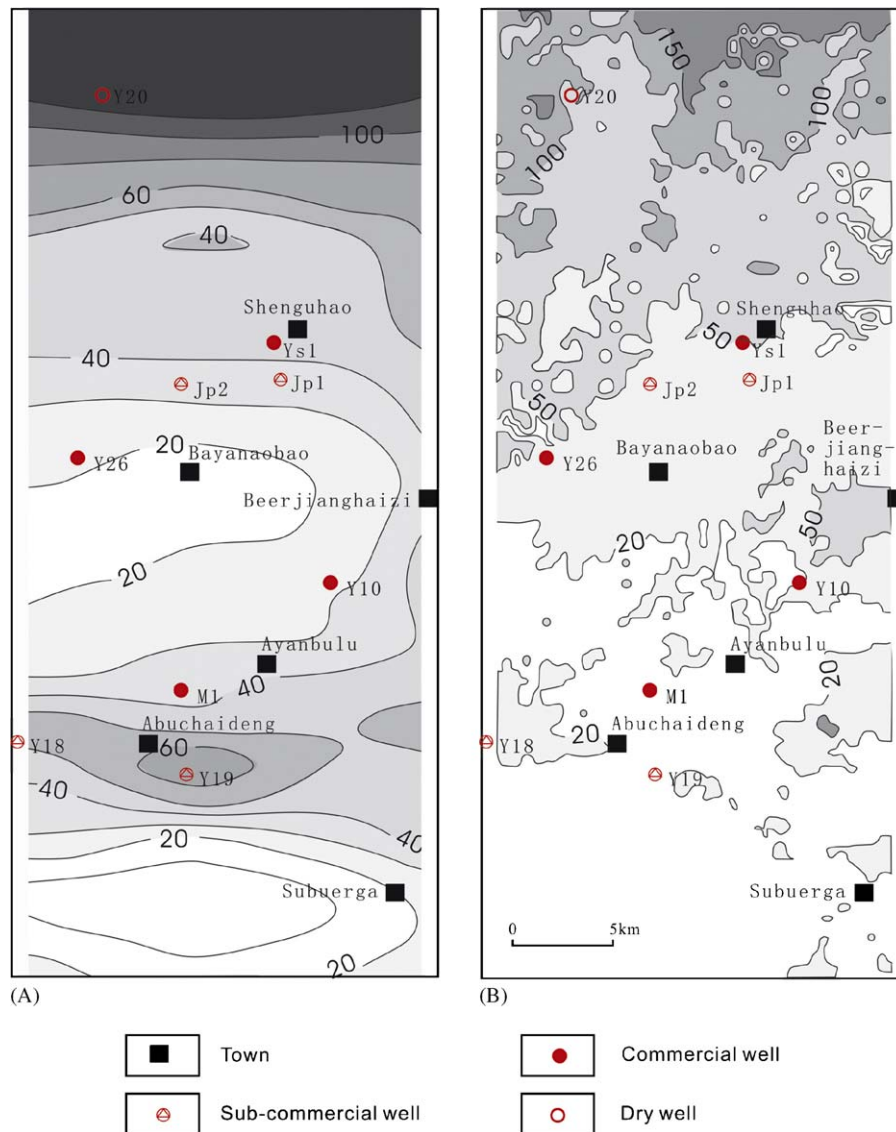 Y20
100
60
40
Shenguhao
Ys1
40
Jp2
Jp1
20
Bayanaobao
Y26
Beerjianghaizi
20
Y10
Ayanbulu
M1
40
Abuchaideng
Y18
60
Y19
40
40
20
Subuerga
20
(A)
150
Y20
100
100
Shenguhao
50
Ys1
Jp2
Jp1
50
Bayanaobao
Beer-
jiang-
haizi
Y26
50
20
Y10
Ayanbulu
20
M1
Abuchaideng
20
Y18
Y19
Subuerga
0
5km
(B)
Town
Commercial well
Sub-commercial well
Dry well